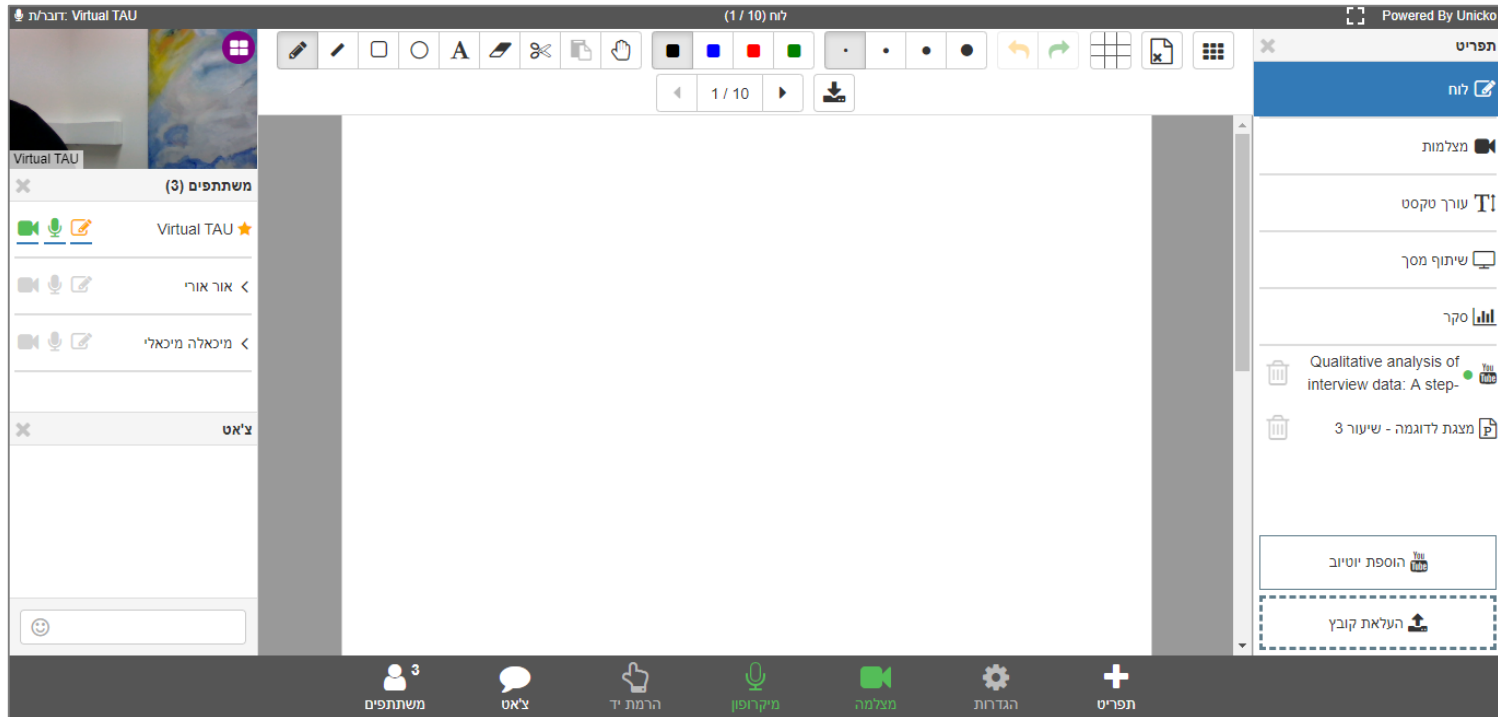 דובר/ת: Virtual TAU
לוח (1 / 10)
Powered By Unicko
תפריט
לוח
מצלמות
עורך טקסט
שיתוף מסך
סקר
Qualitative analysis of
interview data: A step-
מצגת לדוגמה - שיעור 3
הוספת יוטיוב
העלאת קובץ
A
1 / 10
Virtual TAU
משתתפים (3)
Virtual TAU
אור אורי
מיכאלה מיכאלי
צ'אט
תפריט
הגדרות
מצלמה
מיקרופון
הרמת יד
צ'אט
3
משתתפים